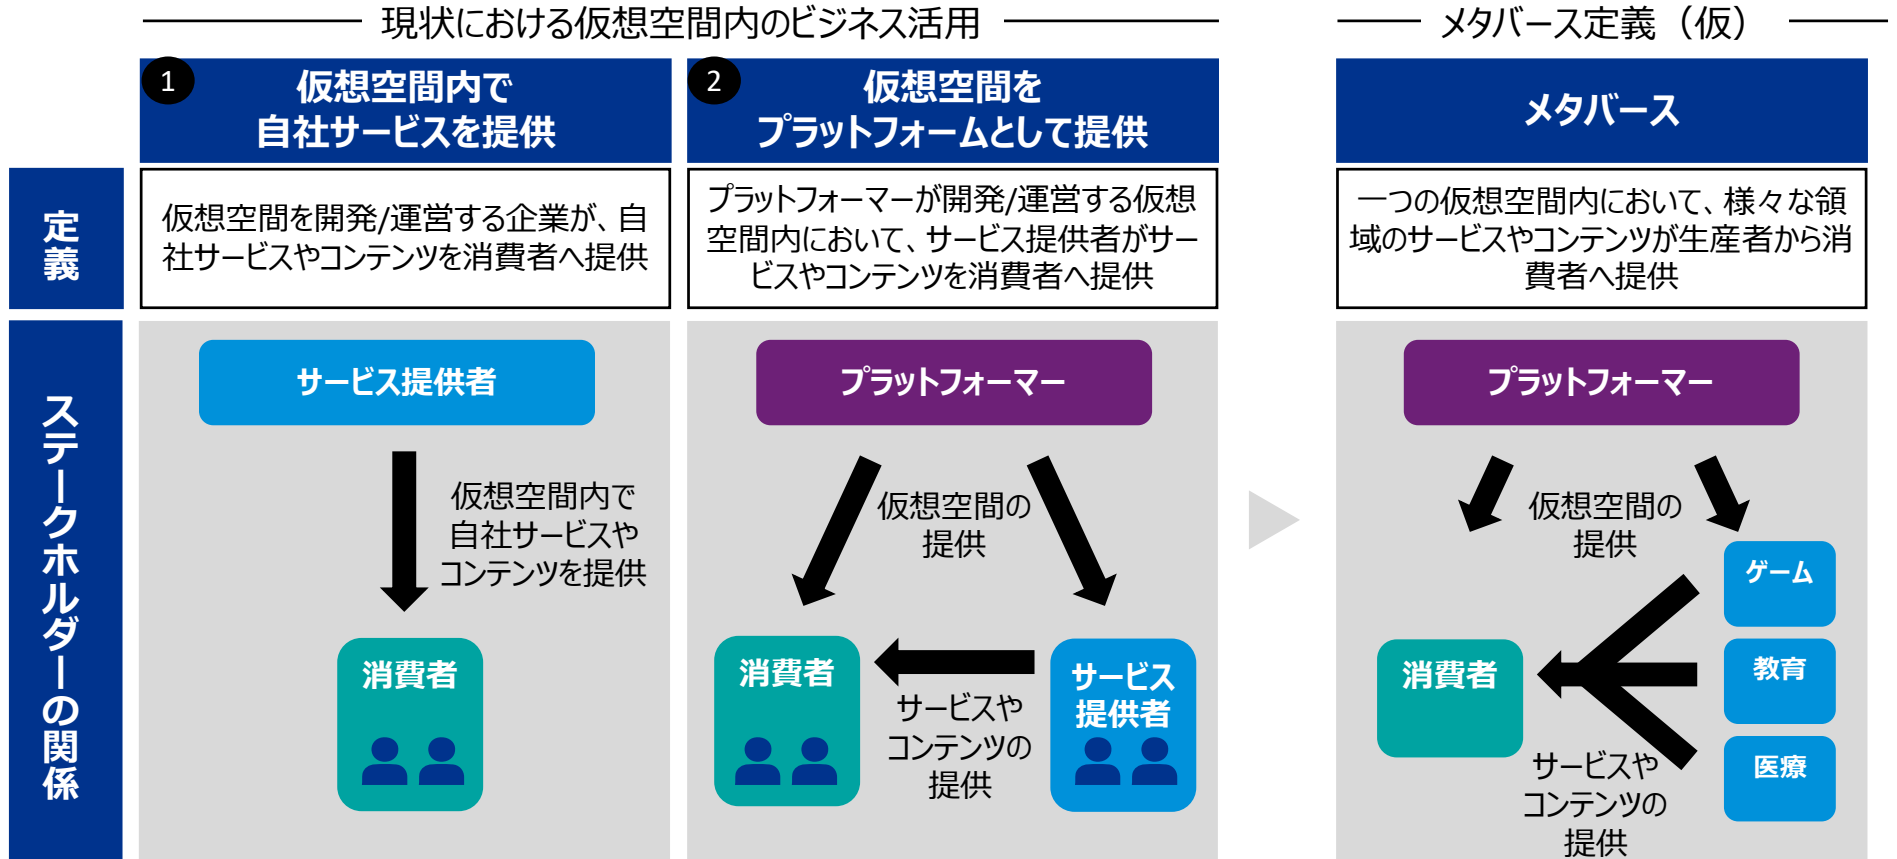 現状における仮想空間内のビジネス活用
メタバース定義（仮）
1
仮想空間内で
自社サービスを提供
2
仮想空間を
プラットフォームとして提供
メタバース
定義
仮想空間を開発/運営する企業が、自
社サービスやコンテンツを消費者へ提供
プラットフォーマーが開発/運営する仮想
空間内において、サービス提供者がサー
ビスやコンテンツを消費者へ提供
一つの仮想空間内において、様々な領
域のサービスやコンテンツが生産者から消
費者へ提供
ステークホルダーの関係
サービス提供者
仮想空間内で
自社サービスや
コンテンツを提供
消費者
プラットフォーマー
仮想空間の
提供
消費者
サービス
提供者
サービスや
コンテンツの
提供
プラットフォーマー
仮想空間の
提供
ゲーム
教育
医療
消費者
サービスや
コンテンツの
提供